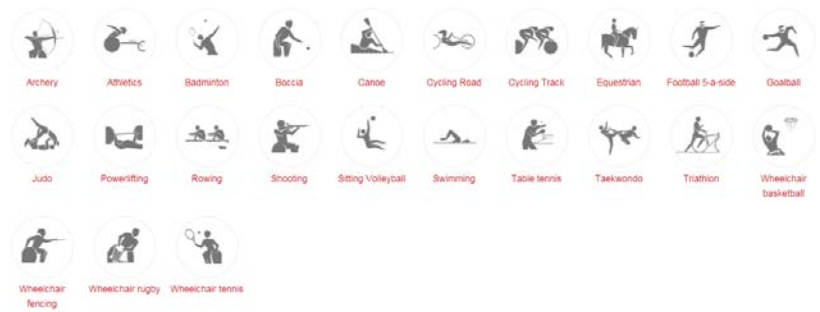 Archery Athletics Badminton Boccia Canoe Cycling Road Cycling Track Equestrian Football 5-a-side Goalball
Judo Powerlifting Rowing Shooting Sitting Volleyball Swimming Table tennis Taekwondo Triathlon Wheelchair
basketball
Wheelchair Wheelchair rugby Wheelchair tennis
fencing